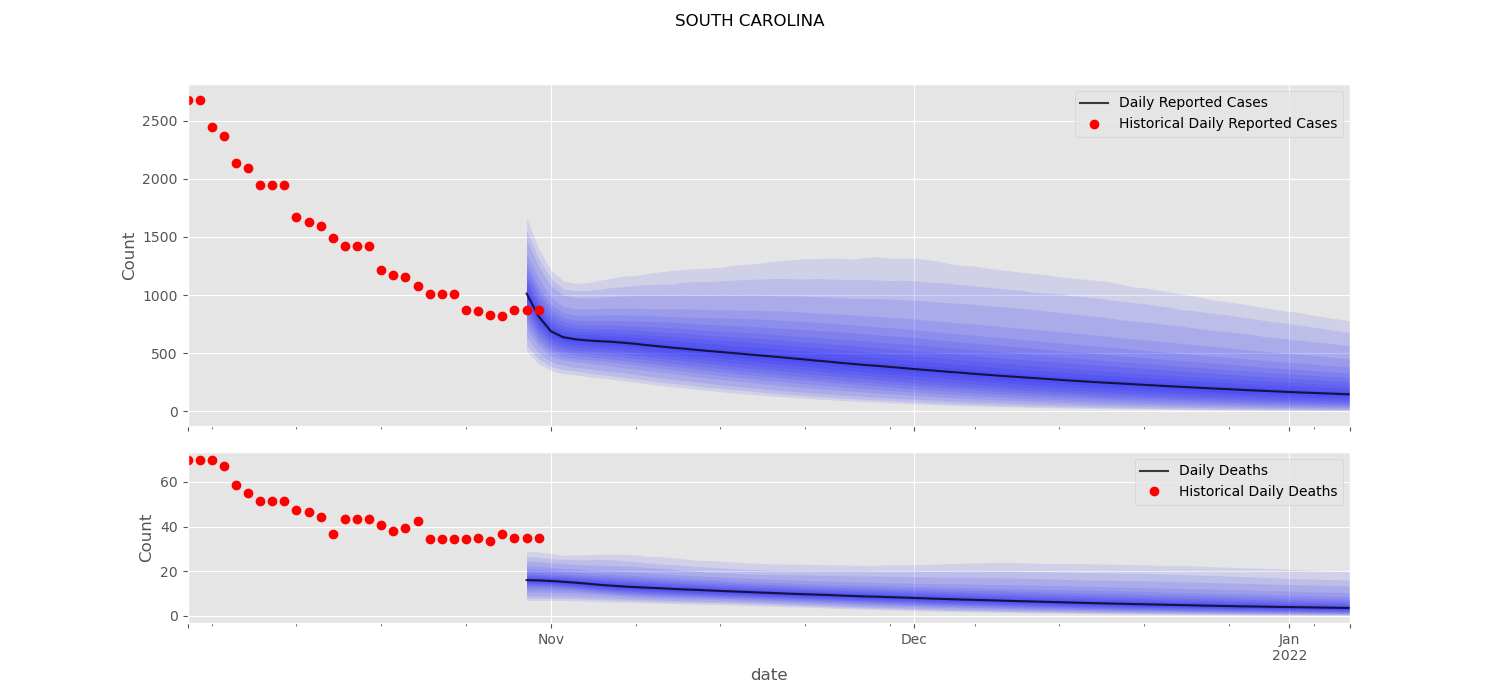 SOUTH CAROLINA
Daily Reported Cases
Historical Daily Reported Cases
2500
2000
1500
1000
500
0
Count
Daily Deaths
Historical Daily Deaths
60
40
20
0
Count
Nov
Dec
Jan
2022
date